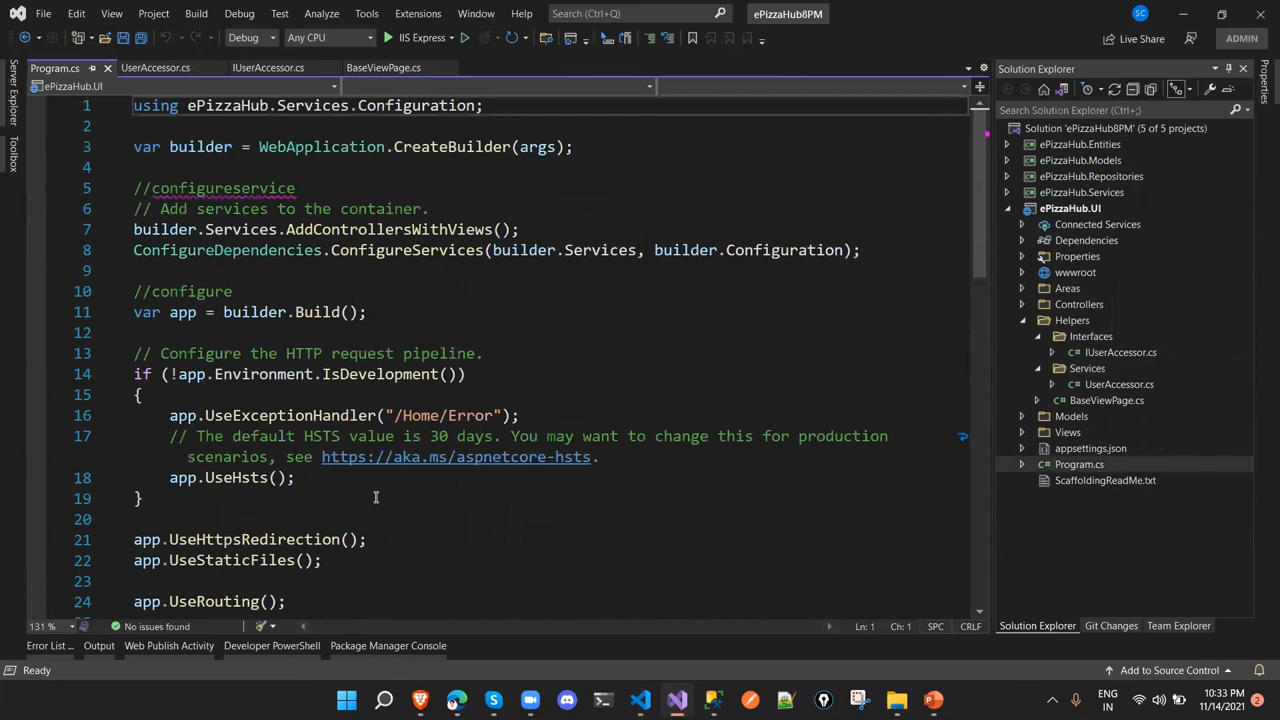 File Edit View Git Project Build Debug Test Analyze Tools Extensions Window Help Search (Ctrl+Q) ePizzaHub8PM SC
Debug Any CPU IIS Express Live Share ADMIN
Server Explorer
Toolbox
Program.cs UserAccessor.cs IUserAccessor.cs BaseViewPage.cs
ePizzaHub.UI
1 using ePizzaHub.Services.Configuration;
2
3 var builder = WebApplication.CreateBuilder(args);
4
5 //configureservice
6 // Add services to the container.
7 builder.Services.AddControllersWithViews();
8 ConfigureDependencies.ConfigureServices(builder.Services, builder.Configuration);
9
10 //configure
11 var app = builder.Build();
12
13 // Configure the HTTP request pipeline.
14 if (!app.Environment.IsDevelopment())
15 {
16 app.UseExceptionHandler("/Home/Error");
17 // The default HSTS value is 30 days. You may want to change this for production
scenarios, see https://aka.ms/aspnetcore-hsts.
18 app.UseHsts();
19 }
20
21 app.UseHttpsRedirection();
22 app.UseStaticFiles();
23
24 app.UseRouting();
131 % No issues found Ln: 1 Ch: 1 SPC CRLF
Solution Explorer
Search Solution Explorer (Ctrl+;)
Solution 'ePizzaHub8PM' (5 of 5 projects)
ePizzaHub.Entities
ePizzaHub.Models
ePizzaHub.Repositories
ePizzaHub.Services
ePizzaHub.UI
Connected Services
Dependencies
Properties
wwwroot
Areas
Controllers
Helpers
Interfaces
C# IUserAccessor.cs
Services
C# UserAccessor.cs
C# BaseViewPage.cs
Models
Views
appsettings.json
C# Program.cs
ScaffoldingReadMe.txt
Solution Explorer Git Changes Team Explorer
Properties
Error List ... Output Web Publish Activity Developer PowerShell Package Manager Console
Ready Add to Source Control
ENG
IN
10:33 PM
11/14/2021
2